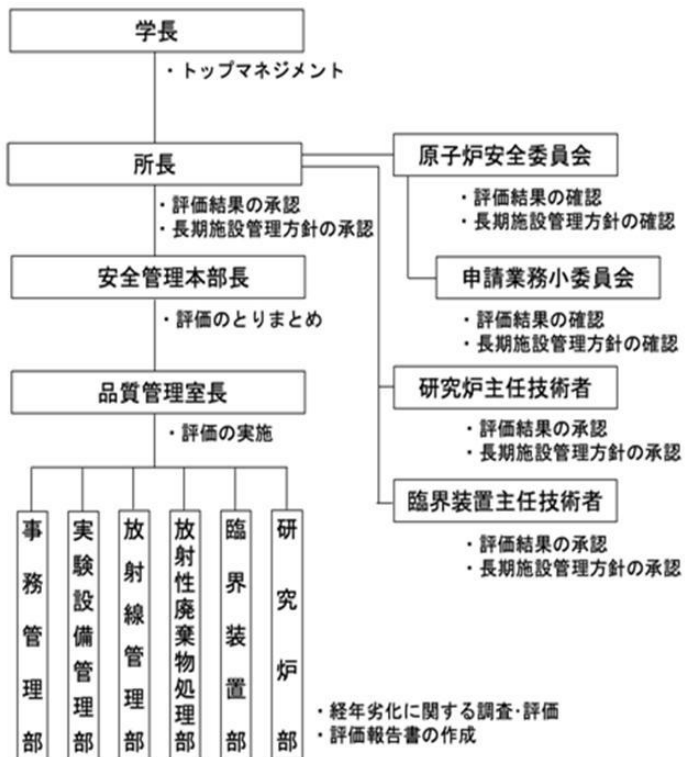 学長
・トップマネジメント
所長
・評価結果の承認
・長期施設管理方針の承認
原子炉安全委員会
・評価結果の確認
・長期施設管理方針の確認
安全管理本部長
・評価のとりまとめ
申請業務小委員会
・評価結果の確認
・長期施設管理方針の確認
品質管理室長
・評価の実施
研究炉主任技術者
・評価結果の承認
・長期施設管理方針の承認
臨界装置主任技術者
・評価結果の承認
・長期施設管理方針の承認
事務管理部
実験設備管理部
放射線管理部
放射性廃棄物処理部
臨界装置部
研究炉部
・経年劣化に関する調査・評価
・評価報告書の作成